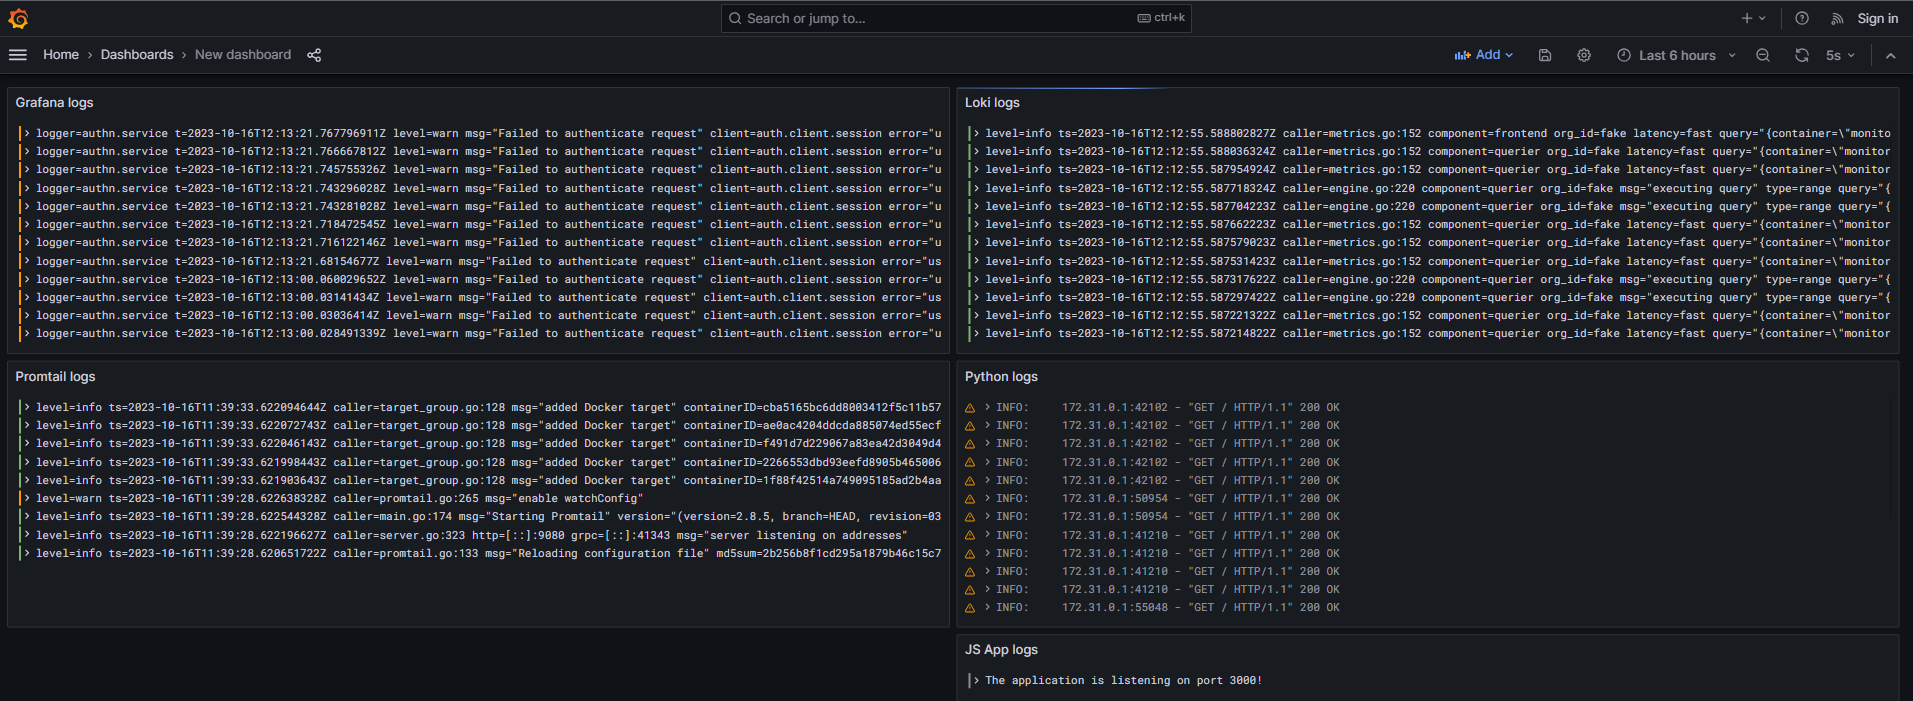 Search or jump to...
ctrl+k
Sign in
Home
Dashboards
New dashboard
Add
Last 6 hours
5s
Grafana logs
logger=authn.service t=2023-10-16T12:13:21.767796911Z level=warn msg="Failed to authenticate request" client=auth.client.session error="u
logger=authn.service t=2023-10-16T12:13:21.766667812Z level=warn msg="Failed to authenticate request" client=auth.client.session error="u
logger=authn.service t=2023-10-16T12:13:21.745755326Z level=warn msg="Failed to authenticate request" client=auth.client.session error="u
logger=authn.service t=2023-10-16T12:13:21.743296028Z level=warn msg="Failed to authenticate request" client=auth.client.session error="u
logger=authn.service t=2023-10-16T12:13:21.743281028Z level=warn msg="Failed to authenticate request" client=auth.client.session error="u
logger=authn.service t=2023-10-16T12:13:21.718472545Z level=warn msg="Failed to authenticate request" client=auth.client.session error="u
logger=authn.service t=2023-10-16T12:13:21.716122146Z level=warn msg="Failed to authenticate request" client=auth.client.session error="u
logger=authn.service t=2023-10-16T12:13:21.68154677Z level=warn msg="Failed to authenticate request" client=auth.client.session error="us
logger=authn.service t=2023-10-16T12:13:00.060029652Z level=warn msg="Failed to authenticate request" client=auth.client.session error="u
logger=authn.service t=2023-10-16T12:13:00.03141434Z level=warn msg="Failed to authenticate request" client=auth.client.session error="us
logger=authn.service t=2023-10-16T12:13:00.03036414Z level=warn msg="Failed to authenticate request" client=auth.client.session error="us
logger=authn.service t=2023-10-16T12:13:00.028491339Z level=warn msg="Failed to authenticate request" client=auth.client.session error="u
Loki logs
level=info ts=2023-10-16T12:12:55.588802827Z caller=metrics.go:152 component=frontend org_id=fake latency=fast query="{container=\"monito
level=info ts=2023-10-16T12:12:55.588036324Z caller=metrics.go:152 component=querier org_id=fake latency=fast query="{container=\"monitor
level=info ts=2023-10-16T12:12:55.587954924Z caller=metrics.go:152 component=querier org_id=fake latency=fast query="{container=\"monitor
level=info ts=2023-10-16T12:12:55.587718324Z caller=engine.go:220 component=querier org_id=fake msg="executing query" type=range query="{
level=info ts=2023-10-16T12:12:55.587704223Z caller=engine.go:220 component=querier org_id=fake msg="executing query" type=range query="{
level=info ts=2023-10-16T12:12:55.587662223Z caller=metrics.go:152 component=querier org_id=fake latency=fast query="{container=\"monitor
level=info ts=2023-10-16T12:12:55.587579023Z caller=metrics.go:152 component=querier org_id=fake latency=fast query="{container=\"monitor
level=info ts=2023-10-16T12:12:55.587531423Z caller=metrics.go:152 component=querier org_id=fake latency=fast query="{container=\"monitor
level=info ts=2023-10-16T12:12:55.587317622Z caller=engine.go:220 component=querier org_id=fake msg="executing query" type=range query="{
level=info ts=2023-10-16T12:12:55.587297422Z caller=engine.go:220 component=querier org_id=fake msg="executing query" type=range query="{
level=info ts=2023-10-16T12:12:55.587221322Z caller=metrics.go:152 component=querier org_id=fake latency=fast query="{container=\"monitor
level=info ts=2023-10-16T12:12:55.587214822Z caller=metrics.go:152 component=querier org_id=fake latency=fast query="{container=\"monitor
Promtail logs
level=info ts=2023-10-16T11:39:33.622094644Z caller=target_group.go:128 msg="added Docker target" containerID=cba5165bc6dd8003412f5c11b57
level=info ts=2023-10-16T11:39:33.622072743Z caller=target_group.go:128 msg="added Docker target" containerID=ae0ac4204ddcda885074ed55ecf
level=info ts=2023-10-16T11:39:33.622046143Z caller=target_group.go:128 msg="added Docker target" containerID=f491d7d229067a83ea42d3049d4
level=info ts=2023-10-16T11:39:33.621998443Z caller=target_group.go:128 msg="added Docker target" containerID=2266553dbd93eefd8905b465006
level=info ts=2023-10-16T11:39:33.621903643Z caller=target_group.go:128 msg="added Docker target" containerID=1f88f42514a749095185ad2b4aa
level=warn ts=2023-10-16T11:39:28.622638328Z caller=promtail.go:265 msg="enable watchConfig"
level=info ts=2023-10-16T11:39:28.622544328Z caller=main.go:174 msg="Starting Promtail" version="(version=2.8.5, branch=HEAD, revision=03
level=info ts=2023-10-16T11:39:28.622196627Z caller=server.go:323 http=[::]:9080 grpc=[::]:41343 msg="server listening on addresses"
level=info ts=2023-10-16T11:39:28.620651722Z caller=promtail.go:133 msg="Reloading configuration file" md5sum=2b256b8f1cd295a1879b46c15c7
Python logs
INFO: 172.31.0.1:42102 - "GET / HTTP/1.1" 200 OK
INFO: 172.31.0.1:42102 - "GET / HTTP/1.1" 200 OK
INFO: 172.31.0.1:42102 - "GET / HTTP/1.1" 200 OK
INFO: 172.31.0.1:42102 - "GET / HTTP/1.1" 200 OK
INFO: 172.31.0.1:42102 - "GET / HTTP/1.1" 200 OK
INFO: 172.31.0.1:50954 - "GET / HTTP/1.1" 200 OK
INFO: 172.31.0.1:50954 - "GET / HTTP/1.1" 200 OK
INFO: 172.31.0.1:41210 - "GET / HTTP/1.1" 200 OK
INFO: 172.31.0.1:41210 - "GET / HTTP/1.1" 200 OK
INFO: 172.31.0.1:41210 - "GET / HTTP/1.1" 200 OK
INFO: 172.31.0.1:41210 - "GET / HTTP/1.1" 200 OK
INFO: 172.31.0.1:55048 - "GET / HTTP/1.1" 200 OK
JS App logs
The application is listening on port 3000!